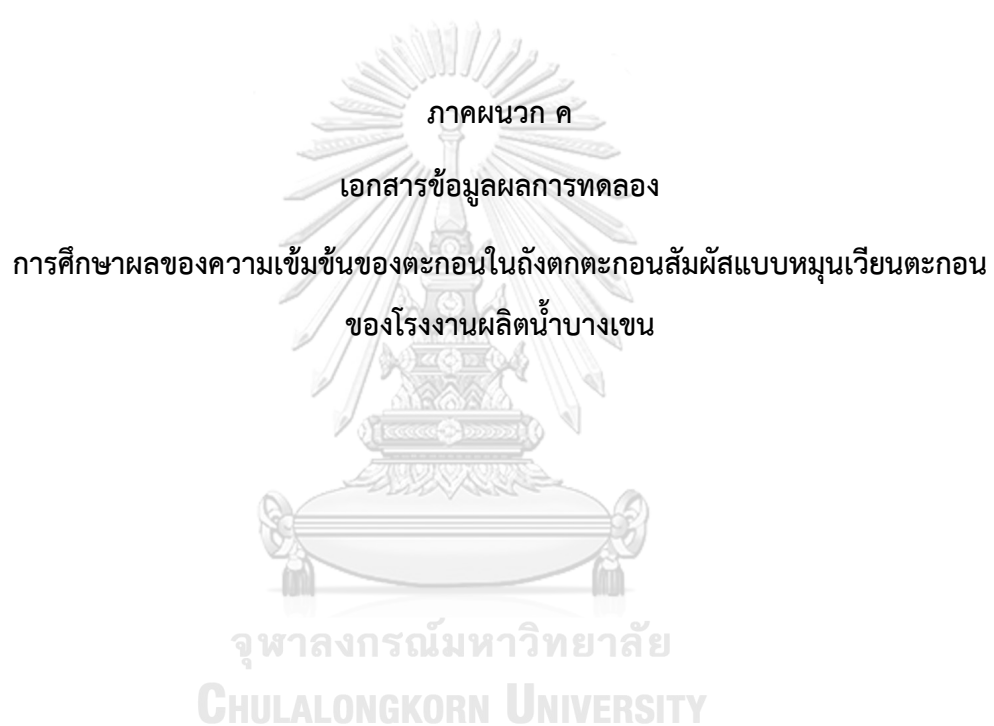 ภาคผนวก ค
เอกสารข้อมูลผลการทดลอง
การศึกษาผลของความเข้มข้นของตะกอนในถังตกตะกอนสัมผัสแบบหมุนเวียนตะกอน
ของโรงงานผลิตน้ำบางเขน
จุฬาลงกรณ์มหาวิทยาลัย
CHULALONGKORN UNIVERSITY